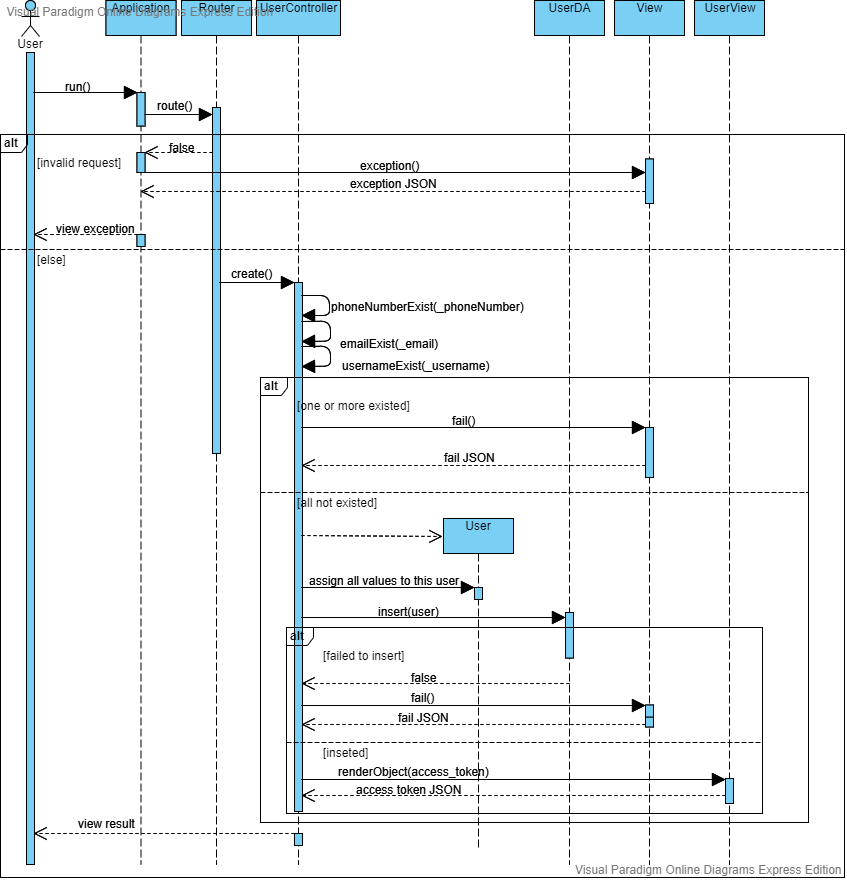 Visual Paradigm Online Diagrams Express Edition
Application
Router
UserController
UserDA
View
UserView
User
run()
route()
alt
false
[invalid request]
exception()
exception JSON
view exception
[else]
create()
phoneNumberExist(_phoneNumber)
emailExist(_email)
usernameExist(_username)
alt
[one or more existed]
fail()
fail JSON
[all not existed]
User
assign all values to this user
insert(user)
alt
[failed to insert]
false
fail()
fail JSON
[inseted]
renderObject(access_token)
access token JSON
view result
Visual Paradigm Online Diagrams Express Edition